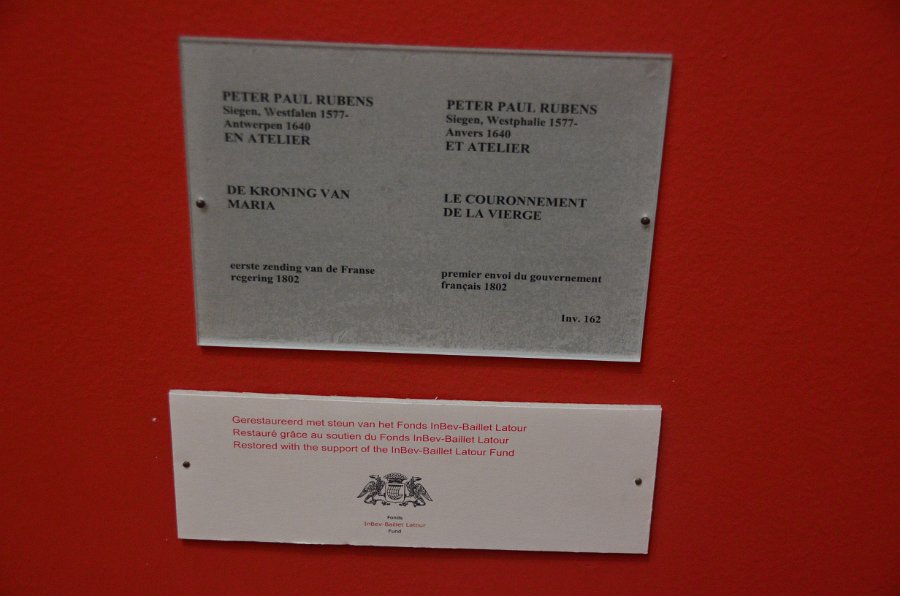 PETER PAUL RUBENS
Siegen, Westfalen 1577-
Antwerpen 1640
EN ATELIER
DE KRONING VAN
MARIA
eerste zending van de Franse
regering 1802
PETER PAUL RUBENS
Siegen, Westphalie 1577-
Anvers 1640
ET ATELIER
LE COURONNEMENT
DE LA VIERGE
premier envoi du gouvernement
français 1802
Inv. 162
Gerestaureerd met steun van het Fonds InBev-Baillet Latour
Restauré grâce au soutien du Fonds InBev-Baillet Latour
Restored with the support of the InBev-Baillet Latour Fund
Fonds
InBev-Baillet Latour
Fund